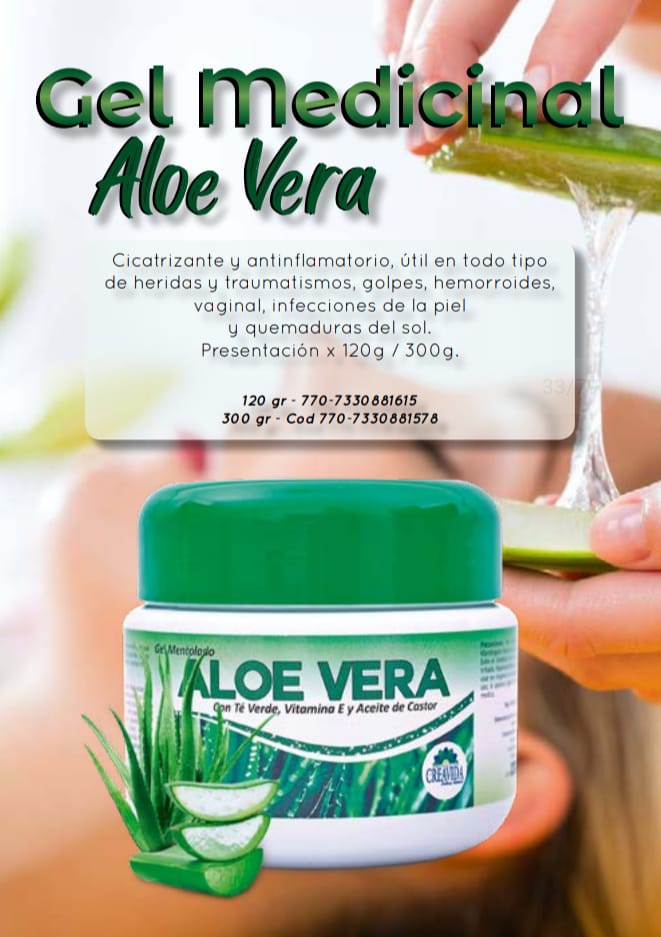 Gel Medicinal
Aloe Vera
Cicatrizante y antinflamatorio, útil en todo tipo
de heridas y traumatismos, golpes, hemorroides,
vaginal, infecciones de la piel
y quemaduras del sol.
Presentación x 120g / 300g.
120 gr - 770-7330881615
300 gr - Cod 770-7330881578
Gel Mentolado
ALOE VERA
Con Té Verde, Vitamina E y Aceite de Castor
CREAVIDA